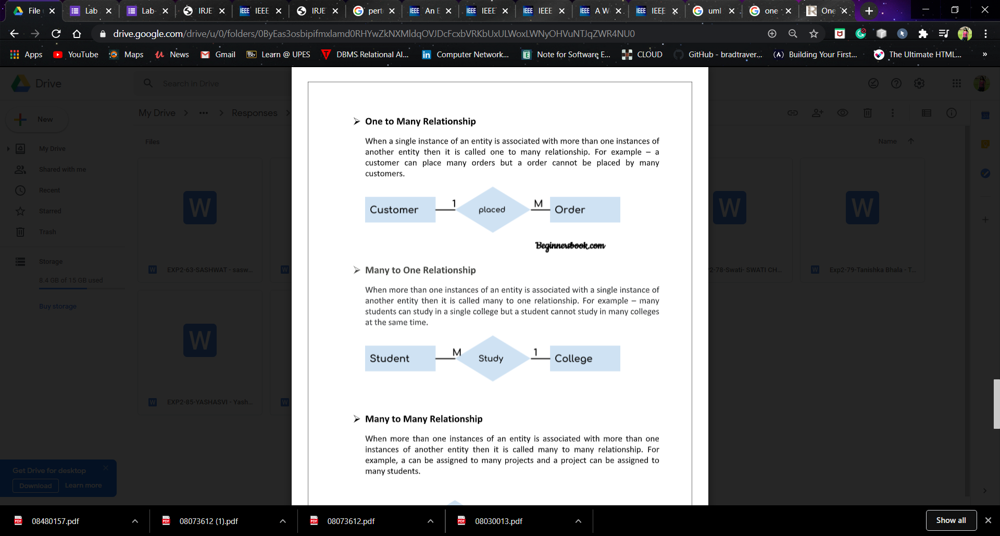 File
Lab
Lab-
IRJE
IEEE
IEEE
IRJE
pert
IEEE
An E
IEEE
IEEE
IEEE
IEEE
IEEE
A W
IEEE
IEEE
uml
one
One
drive.google.com/drive/u/0/folders/0ByEas3osbipifmxlamd0RHYwZkNXMldqOVJDcFcxbVRKbUxULWoxLWNyOHVuNTJqZWR4NU0
Apps
YouTube
Maps
News
Gmail
Bb Learn @ UPES
DBMS Relational Al...
in Computer Network...
Note for Software E...
CLOUD
GitHub - bradtraver...
(A) Building Your First...
The Ultimate HTML...
»
Drive
Search in Drive
New
My Drive
Shared with me
Recent
Starred
Trash
Storage
8.4 GB of 15 GB used
Buy storage
Get Drive for desktop
Download
Learn more
My Drive > ... > Responses >
Files
Name
W
W EXP2-63-SASHWAT - sasw...
W
W
W
2-78-Swati- SWATI CH...
W
W Exp2-79-Tanishka Bhala - T...
W
W EXP2-85-YASHASVI - Yash...
W
One to Many Relationship
When a single instance of an entity is associated with more than one instances of
another entity then it is called one to many relationship. For example – a
customer can place many orders but a order cannot be placed by many
customers.
Customer 1 placed M Order
Beginnersbook.com
Many to One Relationship
When more than one instances of an entity is associated with a single instance of
another entity then it is called many to one relationship. For example – many
students can study in a single college but a student cannot study in many colleges
at the same time.
Student M Study 1 College
Many to Many Relationship
When more than one instances of an entity is associated with more than one
instances of another entity then it is called many to many relationship. For
example, a can be assigned to many projects and a project can be assigned to
many students.
PDF 08480157.pdf
PDF 08073612 (1).pdf
PDF 08073612.pdf
PDF 08030013.pdf
Show all